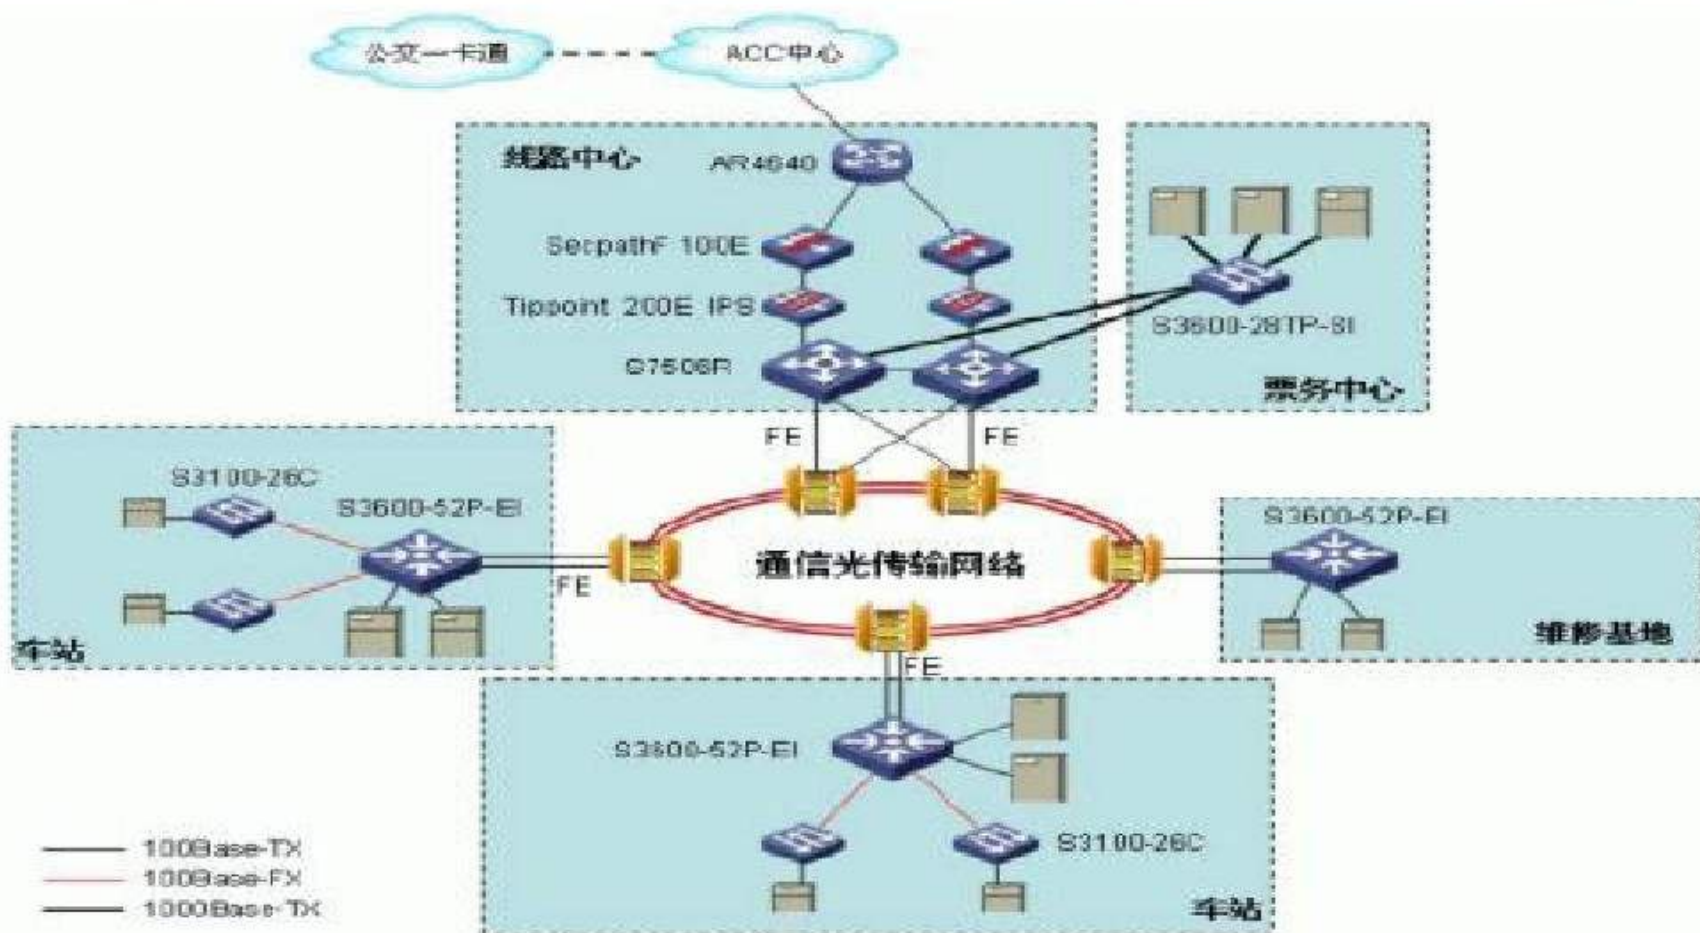 公交一卡通
ACC中心
线路中心
AR4640
SecpathF 100E
Tippoint 200E IPS
S7506R
S3600-28TP-SI
票务中心
FE
FE
S3100-26C
S3600-52P-EI
FE
车站
通信光传输网络
S3600-52P-EI
维修基地
FE
S3600-52P-EI
S3100-26C
车站
100Base-TX
100Base-FX
1000Base-TX